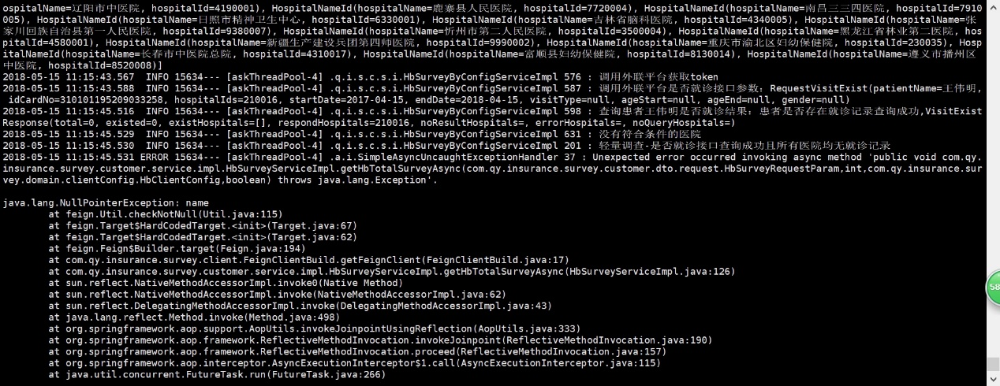 ospitalName=辽阳市中医院, hospitalId=4190001), HospitalNameId(hospitalName=鹿寨县人民医院, hospitalId=7720004), HospitalNameId(hospitalName=南昌三三四医院, hospitalId=7910
005), HospitalNameId(hospitalName=日照市精神卫生中心, hospitalId=6330001), HospitalNameId(hospitalName=吉林省脑科医院, hospitalId=4340005), HospitalNameId(hospitalName=张
家川回族自治县第一人民医院, hospitalId=9380007), HospitalNameId(hospitalName=忻州市第二人民医院, hospitalId=3500004), HospitalNameId(hospitalName=黑龙江省林业第二医院, hos
pitalId=4580001), HospitalNameId(hospitalName=新疆生产建设兵团第四师医院, hospitalId=9990002), HospitalNameId(hospitalName=重庆市渝北区妇幼保健院, hospitalId=230035), Hosp
italNameId(hospitalName=长春市中医院总院, hospitalId=4310017), HospitalNameId(hospitalName=富顺县妇幼保健院, hospitalId=8130014), HospitalNameId(hospitalName=遵义市播州区
中医院, hospitalId=8520008)]
2018-05-15 11:15:43.567  INFO 15634--- [askThreadPool-4] .q.i.s.c.s.i.HbSurveyByConfigServiceImpl 576 : 调用外联平台获取token
2018-05-15 11:15:43.588  INFO 15634--- [askThreadPool-4] .q.i.s.c.s.i.HbSurveyByConfigServiceImpl 587 : 调用外联平台是否就诊接口参数：RequestVisitExist(patientName=王伟明,
 idCardNo=310101195209033258, hospitalIds=210016, startDate=2017-04-15, endDate=2018-04-15, visitType=null, ageStart=null, ageEnd=null, gender=null)
2018-05-15 11:15:45.516  INFO 15634--- [askThreadPool-4] .q.i.s.c.s.i.HbSurveyByConfigServiceImpl 598 : 查询患者王伟明是否就诊结果：患者是否存在就诊记录查询成功,VisitExist
Response(total=0, existed=0, existHospitals=[], respondHospitals=210016, noResultHospitals=, errorHospitals=, noQueryHospitals=)
2018-05-15 11:15:45.529  INFO 15634--- [askThreadPool-4] .q.i.s.c.s.i.HbSurveyByConfigServiceImpl 631 : 没有符合条件的医院
2018-05-15 11:15:45.530  INFO 15634--- [askThreadPool-4] .q.i.s.c.s.i.HbSurveyByConfigServiceImpl 201 : 轻量调查-是否就诊接口查询成功且所有医院均无就诊记录
2018-05-15 11:15:45.531 ERROR 15634--- [askThreadPool-4] .a.i.SimpleAsyncUncaughtExceptionHandler 37 : Unexpected error occurred invoking async method 'public void com.qy.
insurance.survey.customer.service.impl.HbSurveyServiceImpl.getHbTotalSurveyAsync(com.qy.insurance.survey.customer.dto.request.HbSurveyRequestParam,int,com.qy.insurance.sur
vey.domain.clientConfig.HbClientConfig,boolean) throws java.lang.Exception'.
java.lang.NullPointerException: name
at feign.Util.checkNotNull(Util.java:115)
at feign.Target$HardCodedTarget.<init>(Target.java:67)
at feign.Target$HardCodedTarget.<init>(Target.java:62)
at feign.Feign$Builder.target(Feign.java:194)
at com.qy.insurance.survey.client.FeignClientBuild.getFeignClient(FeignClientBuild.java:17)
at com.qy.insurance.survey.customer.service.impl.HbSurveyServiceImpl.getHbTotalSurveyAsync(HbSurveyServiceImpl.java:126)
at sun.reflect.NativeMethodAccessorImpl.invoke0(Native Method)
at sun.reflect.NativeMethodAccessorImpl.invoke(NativeMethodAccessorImpl.java:62)
at sun.reflect.DelegatingMethodAccessorImpl.invoke(DelegatingMethodAccessorImpl.java:43)
at java.lang.reflect.Method.invoke(Method.java:498)
at org.springframework.aop.support.AopUtils.invokeJoinpointUsingReflection(AopUtils.java:333)
at org.springframework.aop.framework.ReflectiveMethodInvocation.invokeJoinpoint(ReflectiveMethodInvocation.java:190)
at org.springframework.aop.framework.ReflectiveMethodInvocation.proceed(ReflectiveMethodInvocation.java:157)
at org.springframework.aop.interceptor.AsyncExecutionInterceptor$1.call(AsyncExecutionInterceptor.java:115)
at java.util.concurrent.FutureTask.run(FutureTask.java:266)
58